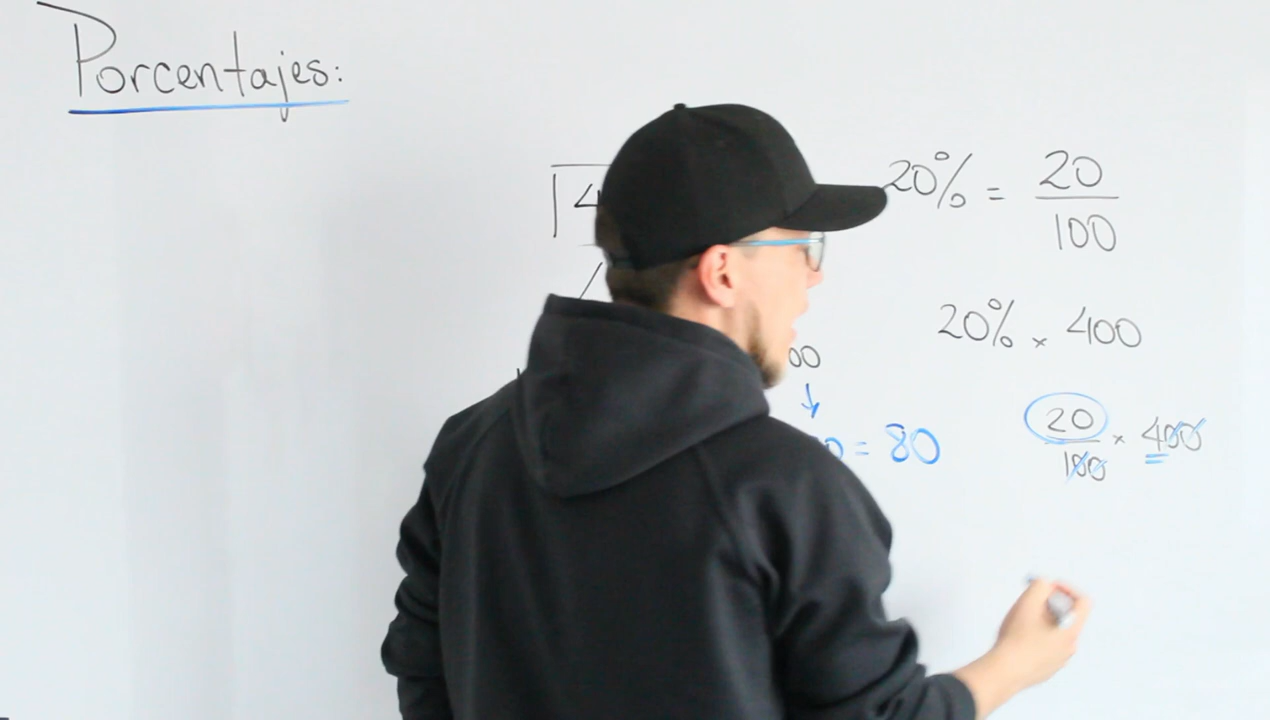 Porcentajes:
20% = 20/100
20% × 400
= 80
20/100 × 400